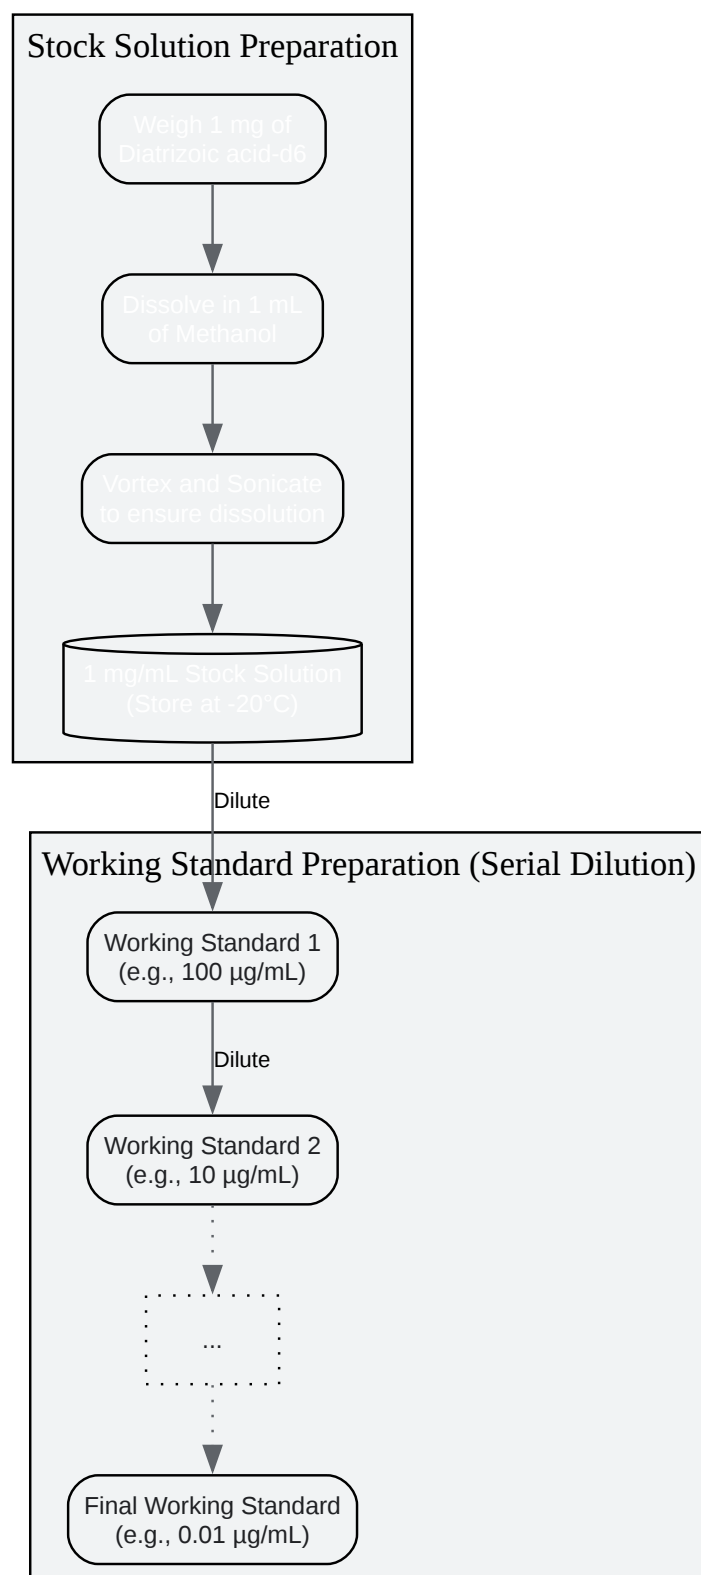 Stock Solution Preparation
Weigh 1 mg of
Diatrizoic acid-d6
Dissolve in 1 mL
of Methanol
Vortex and Sonicate
to ensure dissolution
1 mg/mL Stock Solution
(Store at -20°C)
Dilute
Working Standard Preparation (Serial Dilution)
Working Standard 1
(e.g., 100 µg/mL)
Dilute
Working Standard 2
(e.g., 10 µg/mL)
...
Final Working Standard
(e.g., 0.01 µg/mL)